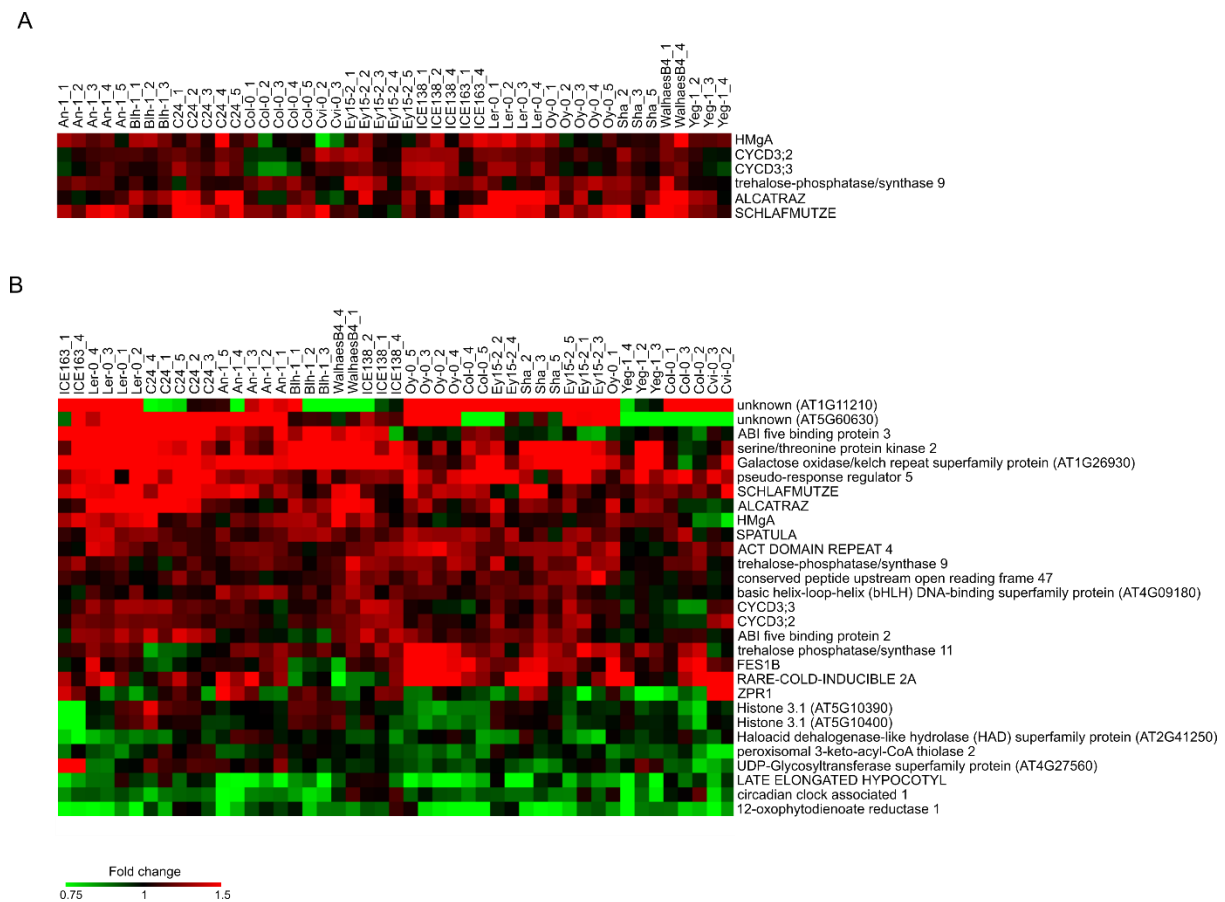 A
An-1_1
An-1_3
An-1_4
An-1_5
Blh-1_1
Blh-1_2
Blh-1_3
C24_1
C24_2
C24_3
C24_4
C24_5
Col-0_1
Col-0_2
Col-0_3
Col-0_4
Col-0_5
Cvi-0_2
Cvi-0_3
Ey15-2_1
Ey15-2_2
Ey15-2_3
Ey15-2_4
Ey15-2_5
ICE138_1
ICE138_2
ICE138_4
ICE163_1
ICE163_4
Ler-0_1
Ler-0_2
Ler-0_3
Ler-0_4
Oy-0_1
Oy-0_2
Oy-0_3
Oy-0_4
Oy-0_5
Sha_2
Sha_3
Sha_5
WalhaesB4_1
WalhaesB4_4
Yeg-1_2
Yeg-1_3
Yeg-1_4
HMgA
CYCD3;2
CYCD3;3
trehalose-phosphatase/synthase 9
ALCATRAZ
SCHLAFMUTZE
B
ICE163_1
ICE163_4
Ler-0_4
Ler-0_3
Ler-0_1
Ler-0_2
C24_4
C24_1
C24_5
C24_2
C24_3
An-1_5
An-1_4
An-1_3
An-1_2
An-1_1
Blh-1_1
Blh-1_2
Blh-1_3
WalhaesB4_4
WalhaesB4_1
ICE138_2
ICE138_1
ICE138_4
Oy-0_5
Oy-0_3
Oy-0_2
Oy-0_4
Col-0_4
Col-0_5
Ey15-2_2
Ey15-2_4
Sha_2
Sha_3
Sha_5
Ey15-2_5
Ey15-2_1
Ey15-2_3
Oy-0_1
Yeg-1_4
Yeg-1_2
Yeg-1_3
Col-0_1
Col-0_3
Col-0_2
Cvi-0_3
Cvi-0_2
unknown (AT1G11210)
unknown (AT5G60630)
ABI five binding protein 3
serine/threonine protein kinase 2
Galactose oxidase/kelch repeat superfamily protein (AT1G26930)
pseudo-response regulator 5
SCHLAFMUTZE
ALCATRAZ
HMgA
SPATULA
ACT DOMAIN REPEAT 4
trehalose-phosphatase/synthase 9
conserved peptide upstream open reading frame 47
basic helix-loop-helix (bHLH) DNA-binding superfamily protein (AT4G09180)
CYCD3;3
CYCD3;2
ABI five binding protein 2
trehalose phosphatase/synthase 11
FES1B
RARE-COLD-INDUCIBLE 2A
ZPR1
Histone 3.1 (AT5G10390)
Histone 3.1 (AT5G10400)
Haloacid dehalogenase-like hydrolase (HAD) superfamily protein (AT2G41250)
peroxisomal 3-keto-acyl-CoA thiolase 2
UDP-Glycosyltransferase superfamily protein (AT4G27560)
LATE ELONGATED HYPOCOTYL
circadian clock associated 1
12-oxophytodienoate reductase 1
Fold change
0.75 1 1.5